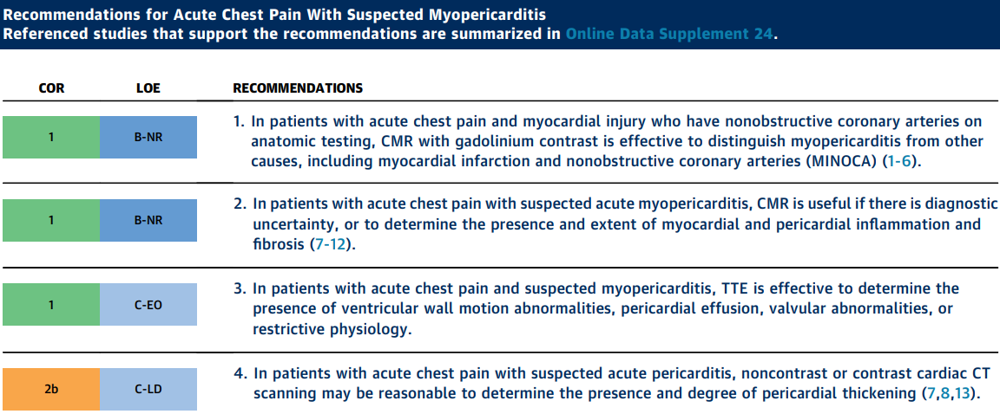 Recommendations for Acute Chest Pain With Suspected Myopericarditis
Referenced studies that support the recommendations are summarized in Online Data Supplement 24.
COR LOE RECOMMENDATIONS
1 B-NR 1. In patients with acute chest pain and myocardial injury who have nonobstructive coronary arteries on
anatomic testing, CMR with gadolinium contrast is effective to distinguish myopericarditis from other
causes, including myocardial infarction and nonobstructive coronary arteries (MINOCA) (1-6).
1 B-NR 2. In patients with acute chest pain with suspected acute myopericarditis, CMR is useful if there is diagnostic
uncertainty, or to determine the presence and extent of myocardial and pericardial inflammation and
fibrosis (7-12).
1 C-EO 3. In patients with acute chest pain and suspected myopericarditis, TTE is effective to determine the
presence of ventricular wall motion abnormalities, pericardial effusion, valvular abnormalities, or
restrictive physiology.
2b C-LD 4. In patients with acute chest pain with suspected acute pericarditis, noncontrast or contrast cardiac CT
scanning may be reasonable to determine the presence and degree of pericardial thickening (7,8,13).